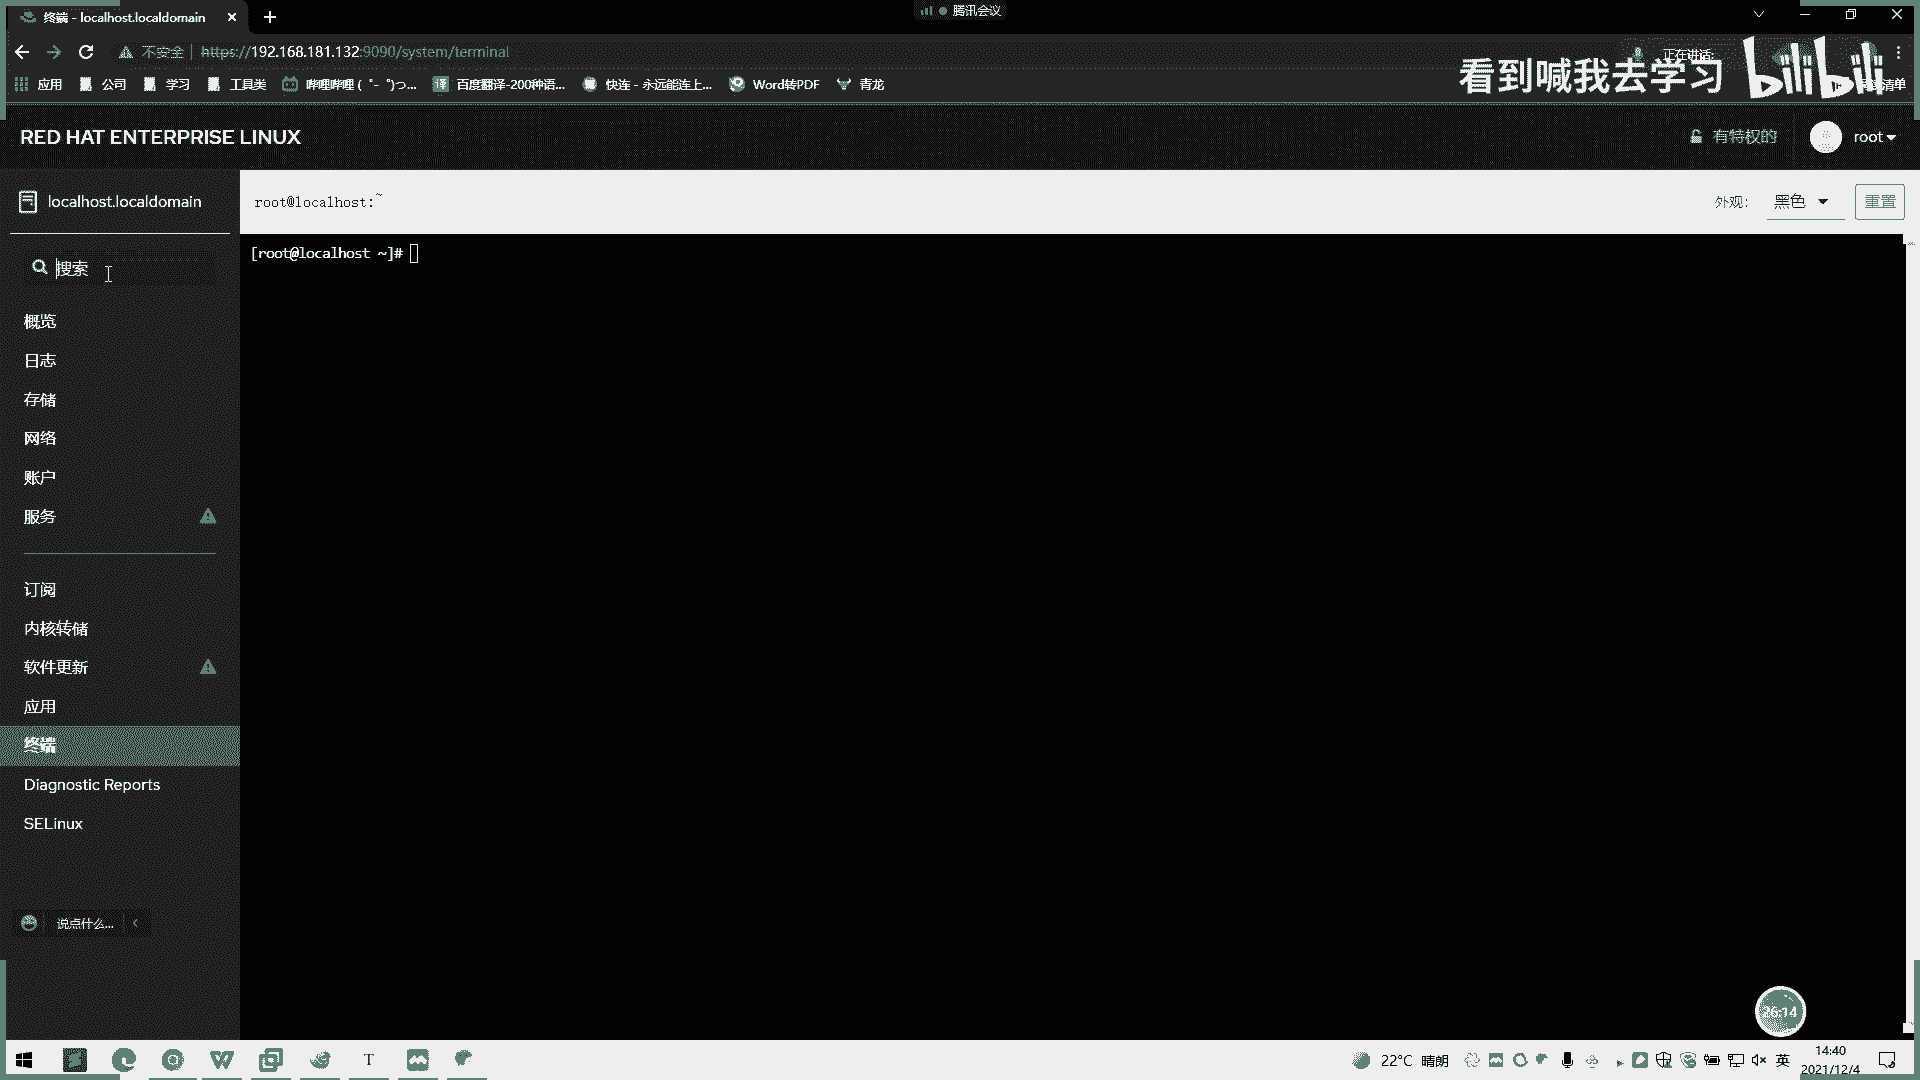 终端 - localhost.localdomain
腾讯会议
不安全 | https://192.168.181.132:9090/system/terminal
正在讲话:
看到喊我去学习 bilibili
应用 公司 学习 工具类 哔哩哔哩 (゜-゜)つ... 百度翻译-200种语... 快连 - 永远能连上... Word转PDF 青龙
清单
RED HAT ENTERPRISE LINUX
有特权的
root
localhost.localdomain
root@localhost:~
外观:
黑色
重置
[root@localhost ~]#
搜索
概览
日志
存储
网络
账户
服务
订阅
内核转储
软件更新
应用
终端
Diagnostic Reports
SELinux
说点什么...
26:14
T
22°C 晴朗
英
14:40
2021/12/4